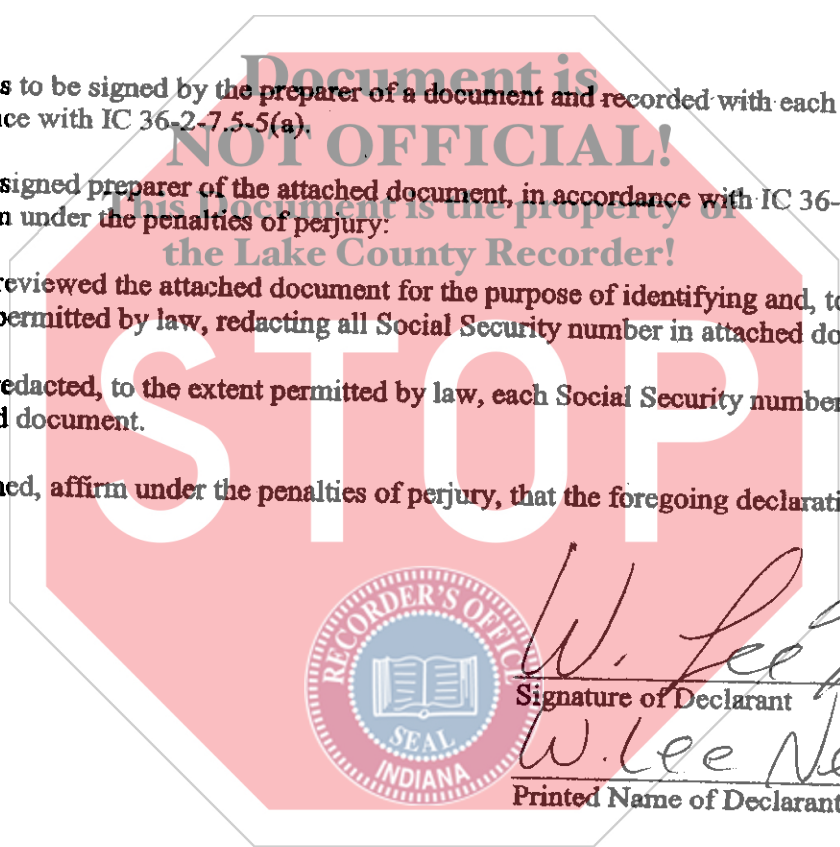 Document is
s to be signed by the preparer of a document and recorded with each
ce with IC 36-2-7.5-5(a).
NOT OFFICIAL!
signed preparer of the attached document, in accordance with IC 36-
This Document is the property of
n under the penalties of perjury:
the Lake County Recorder!
reviewed the attached document for the purpose of identifying and, to
permitted by law, redacting all Social Security number in attached do
STOP
redacted, to the extent permitted by law, each Social Security number
d document.
ned, affirm under the penalties of perjury, that the foregoing declarati
RECORDER'S OFFICE
SEAL
INDIANA
W. Lee
Signature of Declarant
W. Lee Ne
Printed Name of Declarant